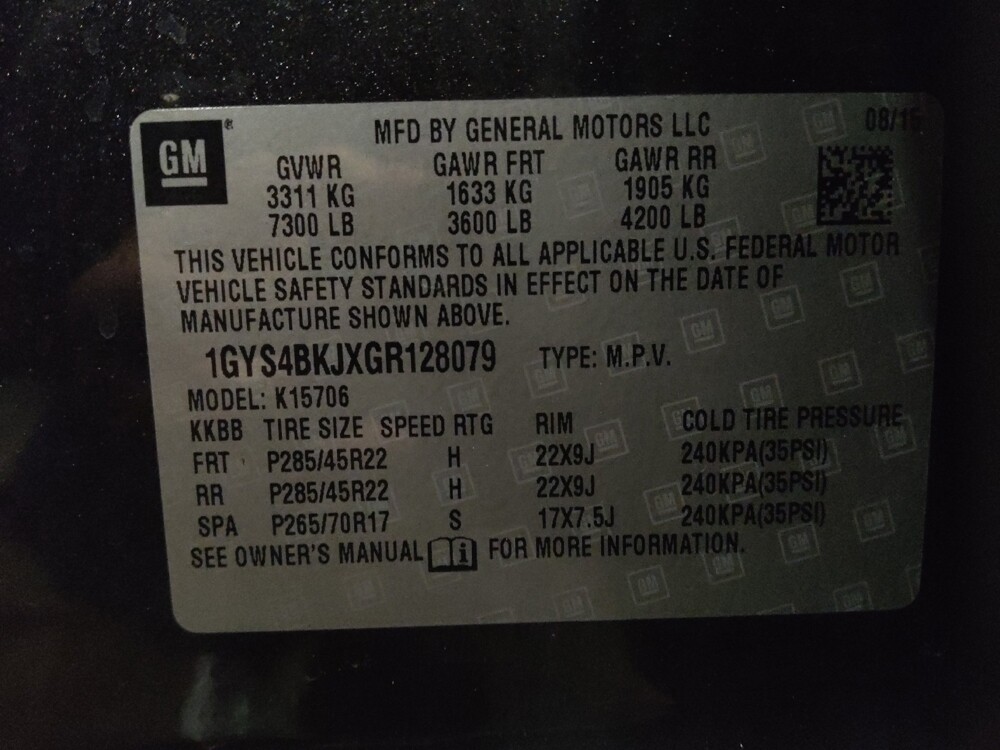 GM ®
MFD BY GENERAL MOTORS LLC 08/15
GVWR GAWR FRT GAWR RR
3311 KG 1633 KG 1905 KG
7300 LB 3600 LB 4200 LB
THIS VEHICLE CONFORMS TO ALL APPLICABLE U.S. FEDERAL MOTOR
VEHICLE SAFETY STANDARDS IN EFFECT ON THE DATE OF
MANUFACTURE SHOWN ABOVE.
1GYS4BKJXGR128079 TYPE: M.P.V.
MODEL: K15706
KKBB TIRE SIZE SPEED RTG RIM COLD TIRE PRESSURE
FRT P285/45R22 H 22X9J 240KPA(35PSI)
RR P285/45R22 H 22X9J 240KPA(35PSI)
SPA P265/70R17 S 17X7.5J 240KPA(35PSI)
SEE OWNER'S MANUAL i FOR MORE INFORMATION.